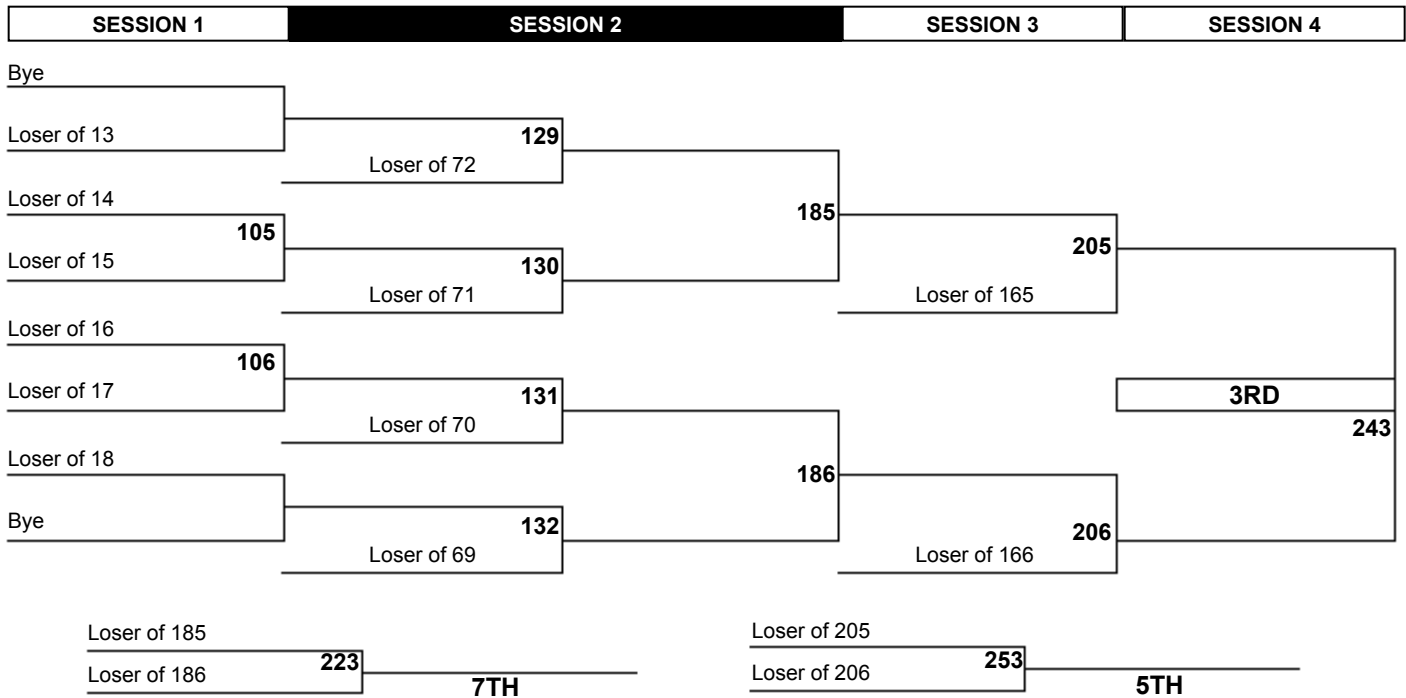 SESSION 1 SESSION 2 SESSION 3 SESSION 4
Bye
Loser of 13
129
Loser of 72
Loser of 14
185
105
205
Loser of 15
130
Loser of 71
Loser of 165
Loser of 16
106
Loser of 17
131
3RD
Loser of 70
243
Loser of 18
186
Bye
132
206
Loser of 69
Loser of 166
Loser of 185
223
Loser of 186
7TH
Loser of 205
253
Loser of 206
5TH